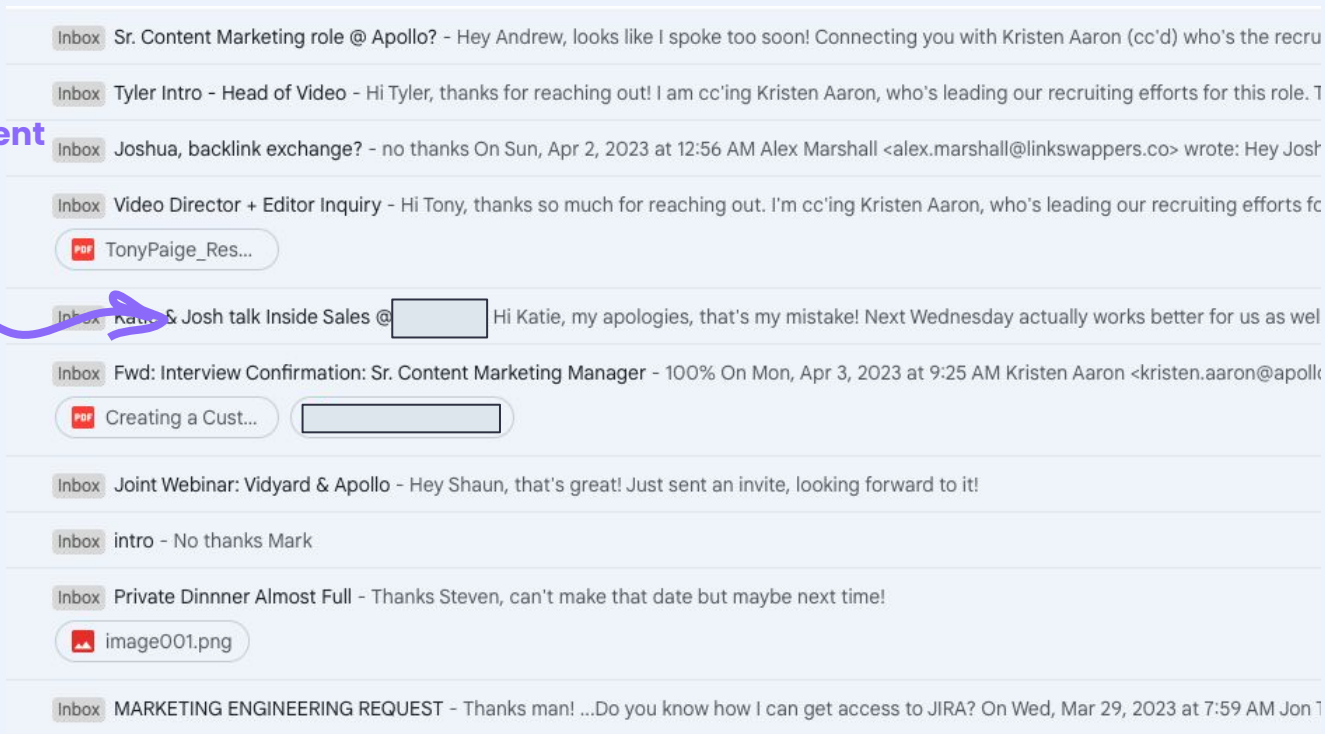 Inbox Sr. Content Marketing role @ Apollo? - Hey Andrew, looks like I spoke too soon! Connecting you with Kristen Aaron (cc'd) who's the recru
Inbox Tyler Intro - Head of Video - Hi Tyler, thanks for reaching out! I am cc'ing Kristen Aaron, who's leading our recruiting efforts for this role.
ent
Inbox Joshua, backlink exchange? - no thanks On Sun, Apr 2, 2023 at 12:56 AM Alex Marshall <alex.marshall@linkswappers.co> wrote: Hey Josh
Inbox Video Director + Editor Inquiry - Hi Tony, thanks so much for reaching out. I'm cc'ing Kristen Aaron, who's leading our recruiting efforts fo
PDF TonyPaige_Res...
Inbox Katie & Josh talk Inside Sales @ Hi Katie, my apologies, that's my mistake! Next Wednesday actually works better for us as wel
Inbox Fwd: Interview Confirmation: Sr. Content Marketing Manager - 100% On Mon, Apr 3, 2023 at 9:25 AM Kristen Aaron <kristen.aaron@apoll
PDF Creating a Cust...
Inbox Joint Webinar: Vidyard & Apollo - Hey Shaun, that's great! Just sent an invite, looking forward to it!
Inbox intro - No thanks Mark
Inbox Private Dinnner Almost Full - Thanks Steven, can't make that date but maybe next time!
image001.png
Inbox MARKETING ENGINEERING REQUEST - Thanks man! ...Do you know how I can get access to JIRA? On Wed, Mar 29, 2023 at 7:59 AM Jon